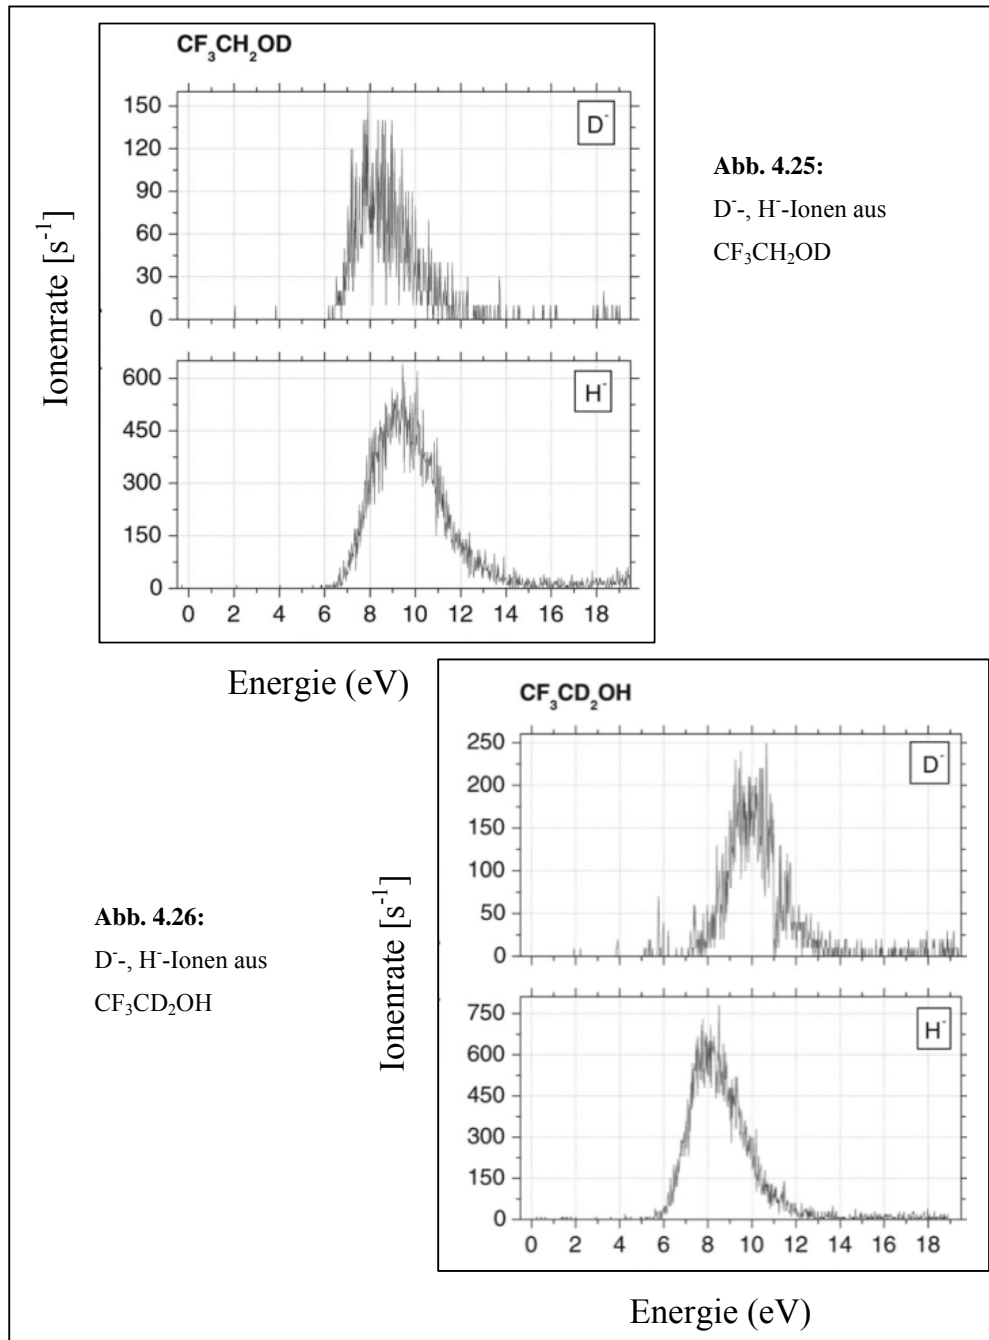 CF₃CH₂OD
150
120
90
60
30
0
D⁻
600
450
300
150
0
H⁻
0 2 4 6 8 10 12 14 16 18
Ionenrate [s⁻¹]
Energie (eV)
Abb. 4.25:
D⁻-, H⁻-Ionen aus
CF₃CH₂OD
CF₃CD₂OH
250
200
150
100
50
0
D⁻
750
600
450
300
150
0
H⁻
0 2 4 6 8 10 12 14 16 18
Ionenrate [s⁻¹]
Energie (eV)
Abb. 4.26:
D⁻-, H⁻-Ionen aus
CF₃CD₂OH